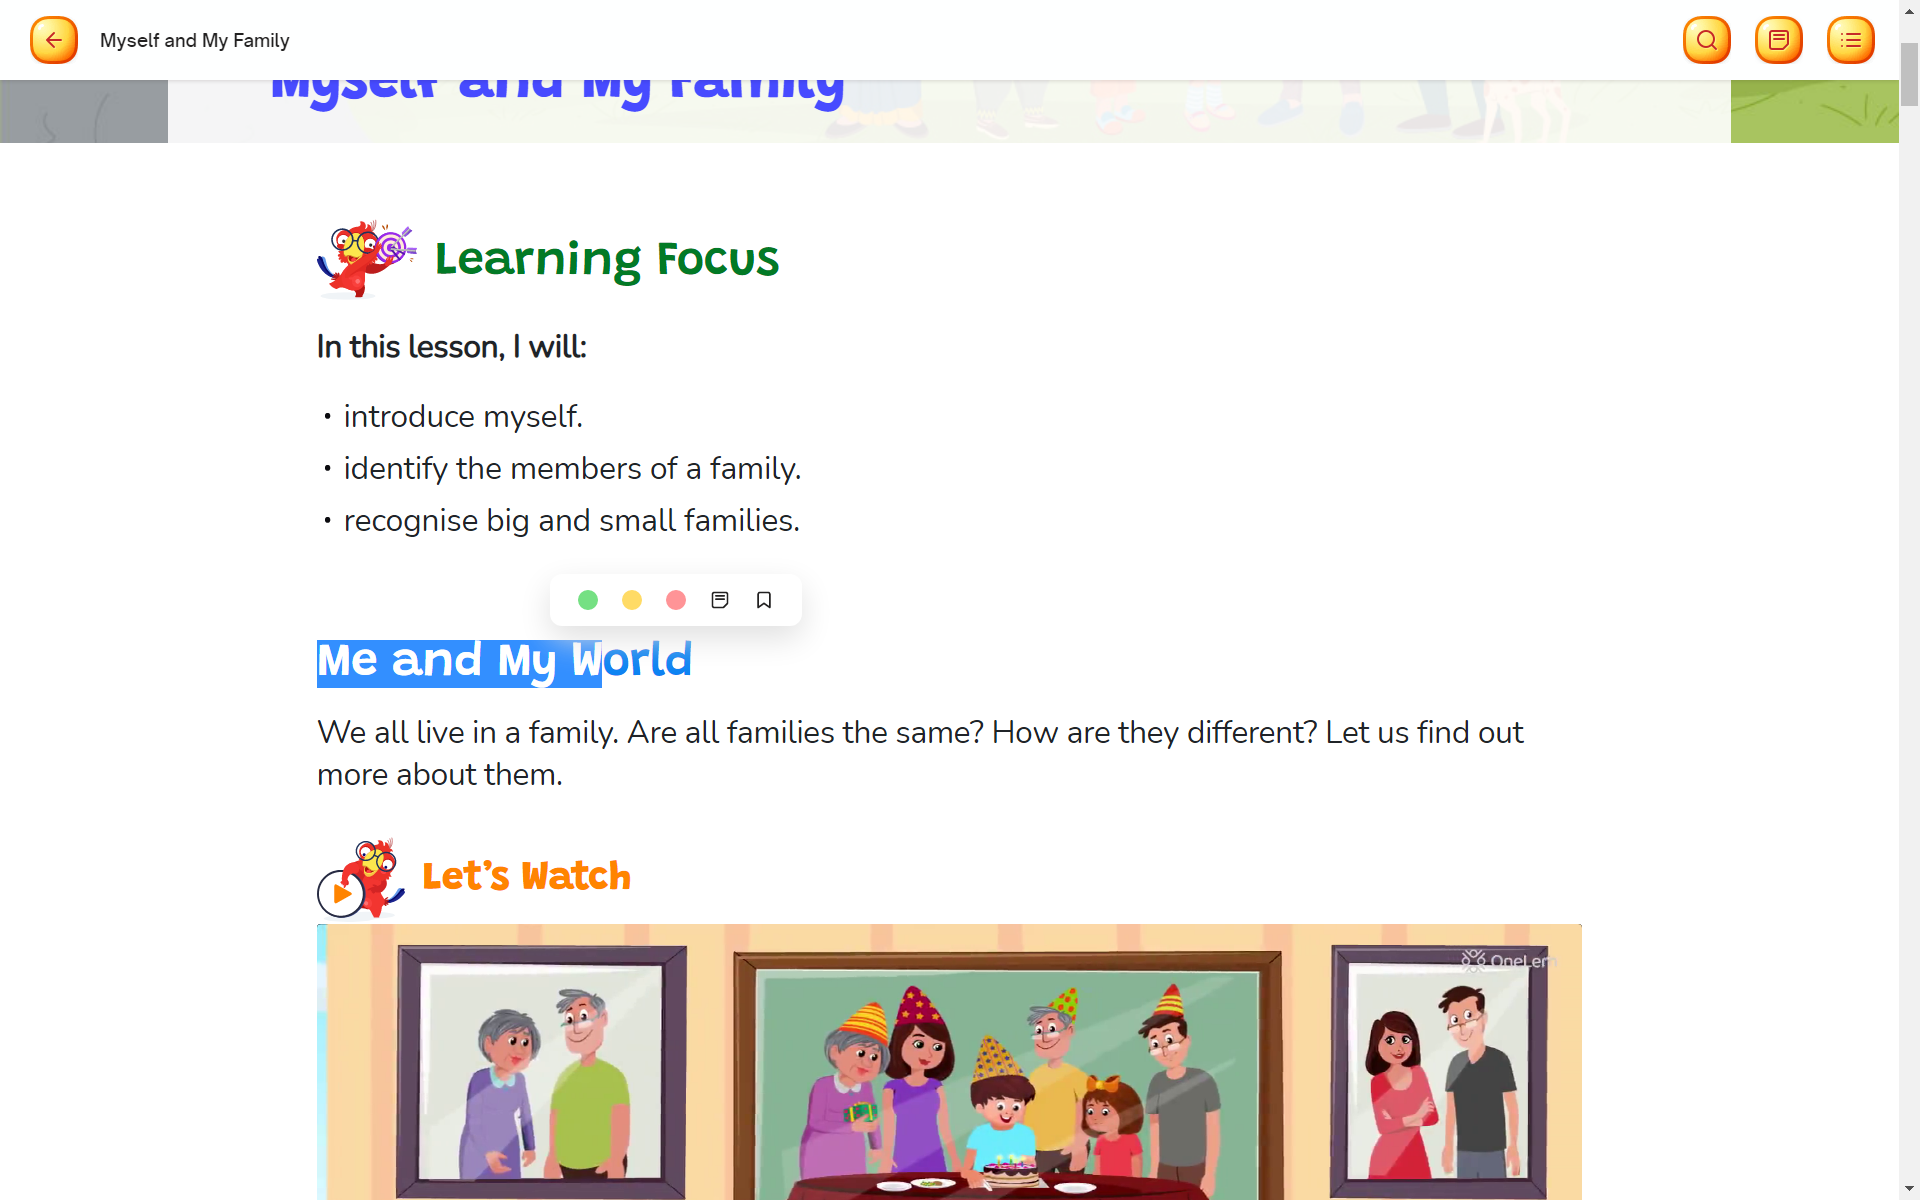 Myself and My Family
Myself and My Family
Learning Focus
In this lesson, I will:
• introduce myself.
• identify the members of a family.
• recognise big and small families.
Me and My World
We all live in a family. Are all families the same? How are they different? Let us find out
more about them.
Let's Watch
OneLern